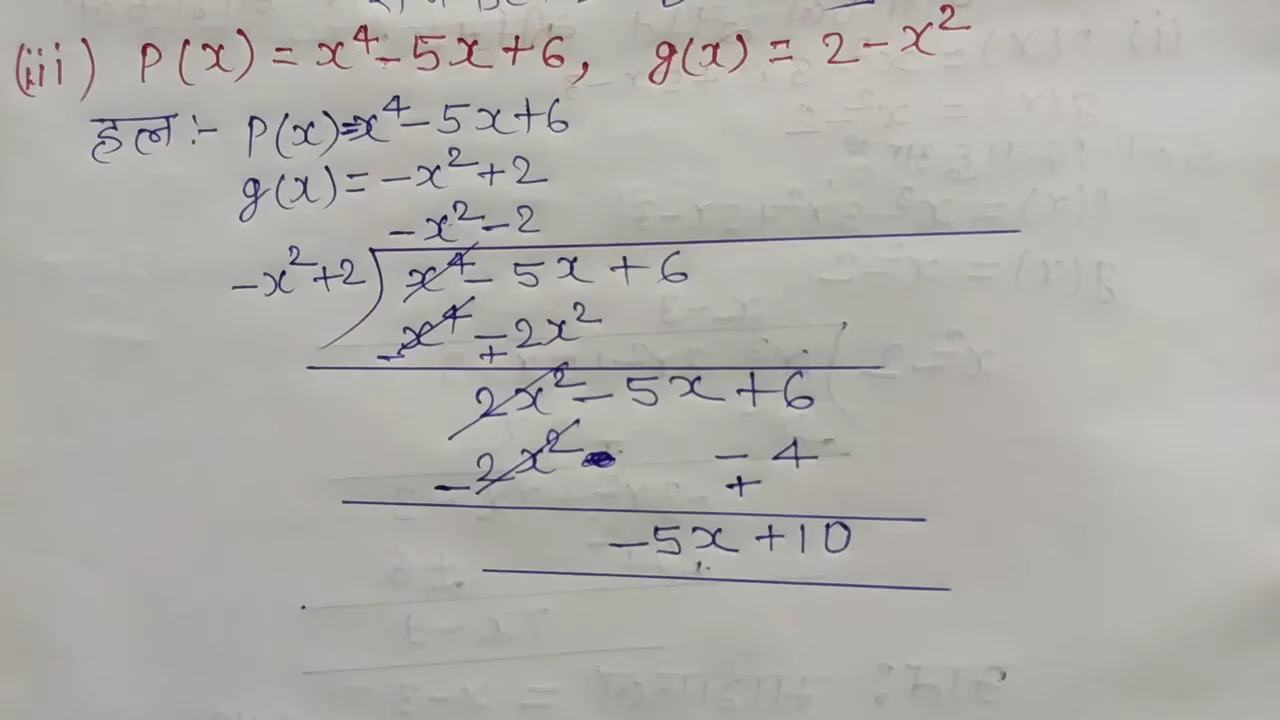 (iii) P(x) = x⁴ - 5x + 6, g(x) = 2 - x²
हल :- P(x) = x⁴ - 5x + 6
g(x) = -x² + 2
-x² - 2
-x² + 2 ) x⁴ - 5x + 6
x⁴ - 2x²
- +
2x² - 5x + 6
2x² - 4
- +
-5x + 10